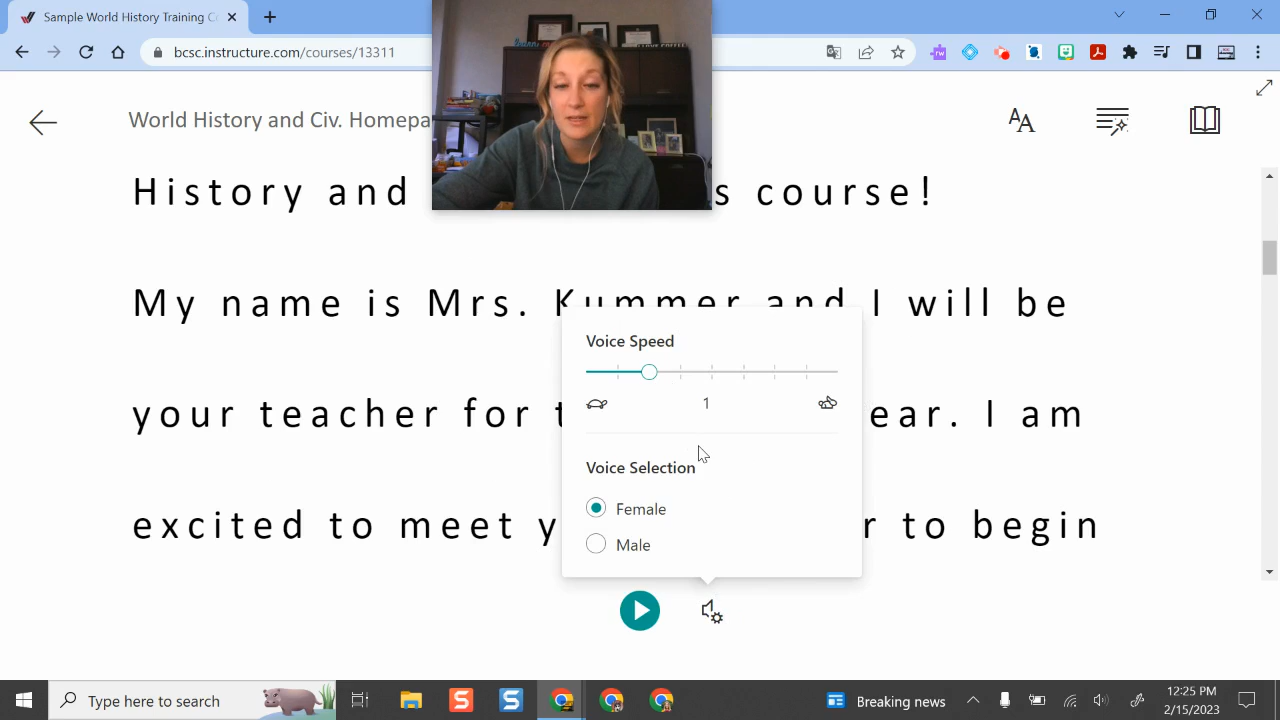 Sample World History Training C
bcsc.instructure.com/courses/13311
World History and Civ. Homepa
History and s course!
My name is Mrs. Kummer and I will be
your teacher for t ear. I am
excited to meet y r to begin
Voice Speed
1
Voice Selection
Female
Male
Type here to search
Breaking news
12:25 PM
2/15/2023